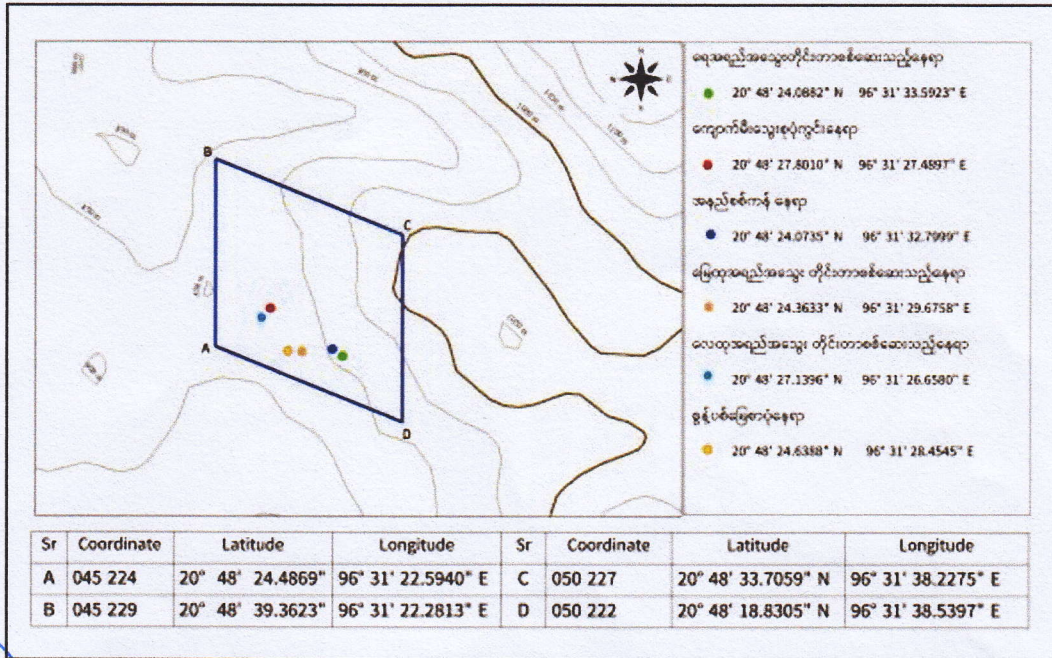 B
C
A
D
ရေအရည်အသွေးတိုင်းတာစစ်ဆေးသည့်နေရာ
20° 48' 24.0882" N 96° 31' 33.5923" E
ကျောက်မီးသွေးစုပုံကွင်းနေရာ
20° 48' 27.8010" N 96° 31' 27.4897" E
အနည်စစ်ကန် နေရာ
20° 48' 24.0735" N 96° 31' 32.7999" E
မြေထုအရည်အသွေး တိုင်းတာစစ်ဆေးသည့်နေရာ
20° 48' 24.3633" N 96° 31' 29.6758" E
လေထုအရည်အသွေး တိုင်းတာစစ်ဆေးသည့်နေရာ
20° 48' 27.1396" N 96° 31' 26.6580" E
စွန့်ပစ်မြေစာပုံနေရာ
20° 48' 24.6388" N 96° 31' 28.4545" E
Sr Coordinate Latitude Longitude Sr Coordinate Latitude Longitude
A 045 224 20° 48' 24.4869" 96° 31' 22.5940" E C 050 227 20° 48' 33.7059" N 96° 31' 38.2275" E
B 045 229 20° 48' 39.3623" 96° 31' 22.2813" E D 050 222 20° 48' 18.8305" N 96° 31' 38.5397" E